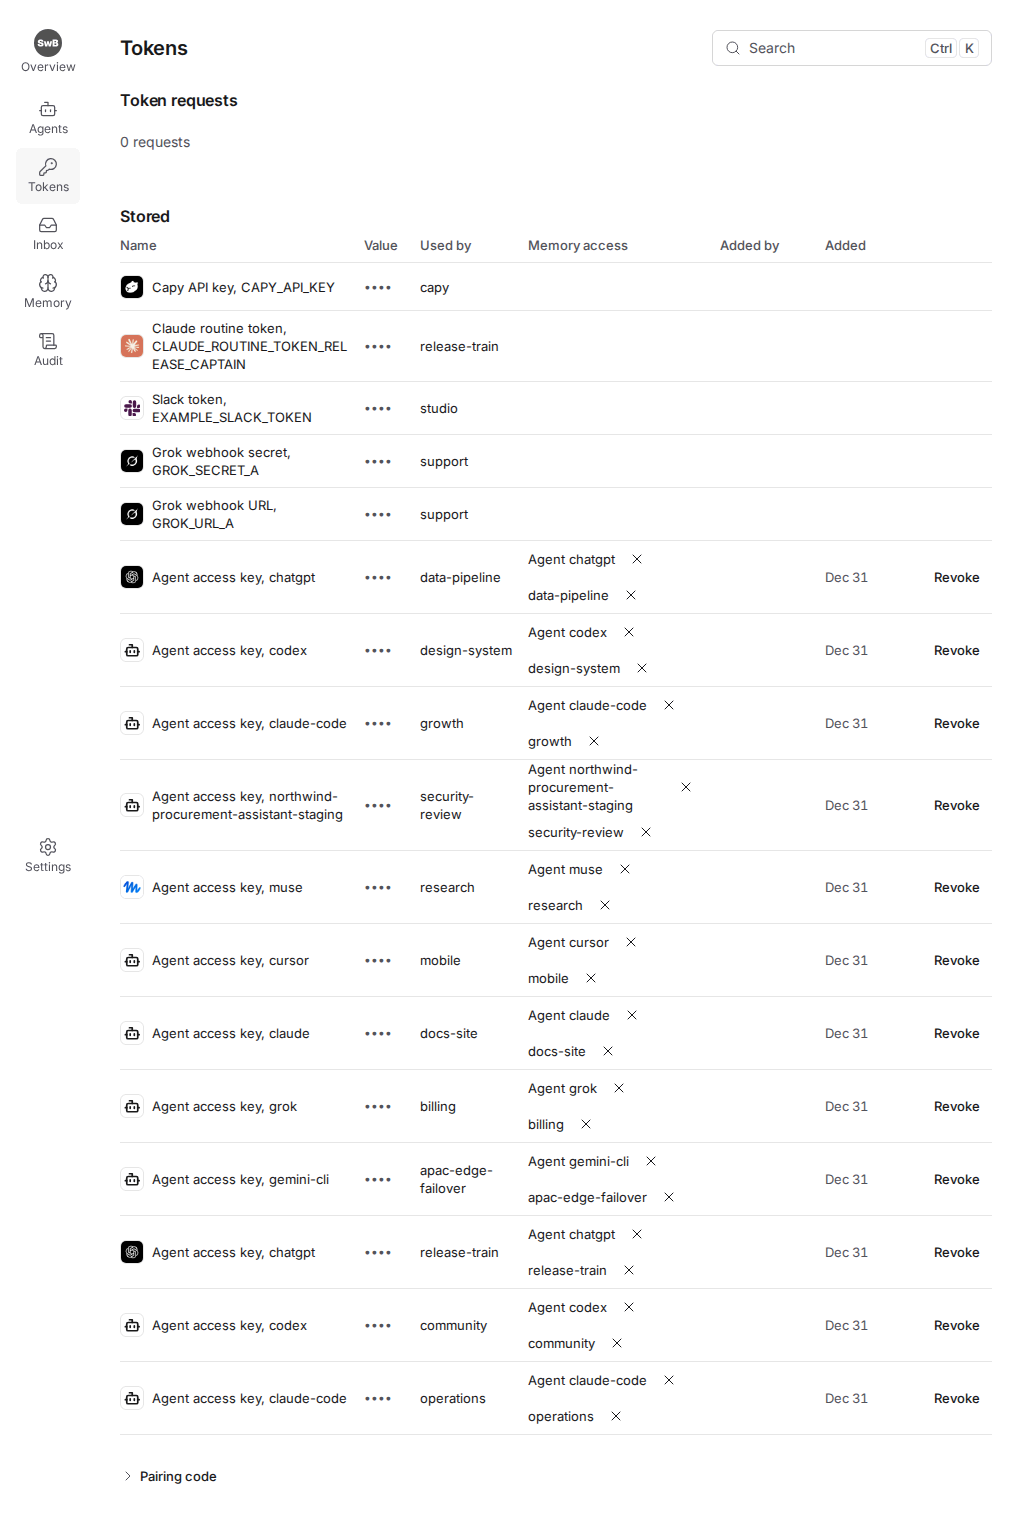 SwB
Overview
Agents
Tokens
Inbox
Memory
Audit
Settings
Tokens
Search
Ctrl K
Token requests
0 requests
Stored
Name Value Used by Memory access Added by Added
Capy API key, CAPY_API_KEY •••• capy
Claude routine token,
CLAUDE_ROUTINE_TOKEN_REL
EASE_CAPTAIN
•••• release-train
Slack token,
EXAMPLE_SLACK_TOKEN
•••• studio
Grok webhook secret,
GROK_SECRET_A
•••• support
Grok webhook URL,
GROK_URL_A
•••• support
Agent access key, chatgpt •••• data-pipeline
Agent chatgpt
data-pipeline
Dec 31 Revoke
Agent access key, codex •••• design-system
Agent codex
design-system
Dec 31 Revoke
Agent access key, claude-code •••• growth
Agent claude-code
growth
Dec 31 Revoke
Agent access key, northwind-
procurement-assistant-staging
•••• security-
review
Agent northwind-
procurement-
assistant-staging
security-review
Dec 31 Revoke
Agent access key, muse •••• research
Agent muse
research
Dec 31 Revoke
Agent access key, cursor •••• mobile
Agent cursor
mobile
Dec 31 Revoke
Agent access key, claude •••• docs-site
Agent claude
docs-site
Dec 31 Revoke
Agent access key, grok •••• billing
Agent grok
billing
Dec 31 Revoke
Agent access key, gemini-cli ••••
apac-edge-
failover
Agent gemini-cli
apac-edge-failover
Dec 31 Revoke
Agent access key, chatgpt •••• release-train
Agent chatgpt
release-train
Dec 31 Revoke
Agent access key, codex •••• community
Agent codex
community
Dec 31 Revoke
Agent access key, claude-code •••• operations
Agent claude-code
operations
Dec 31 Revoke
Pairing code